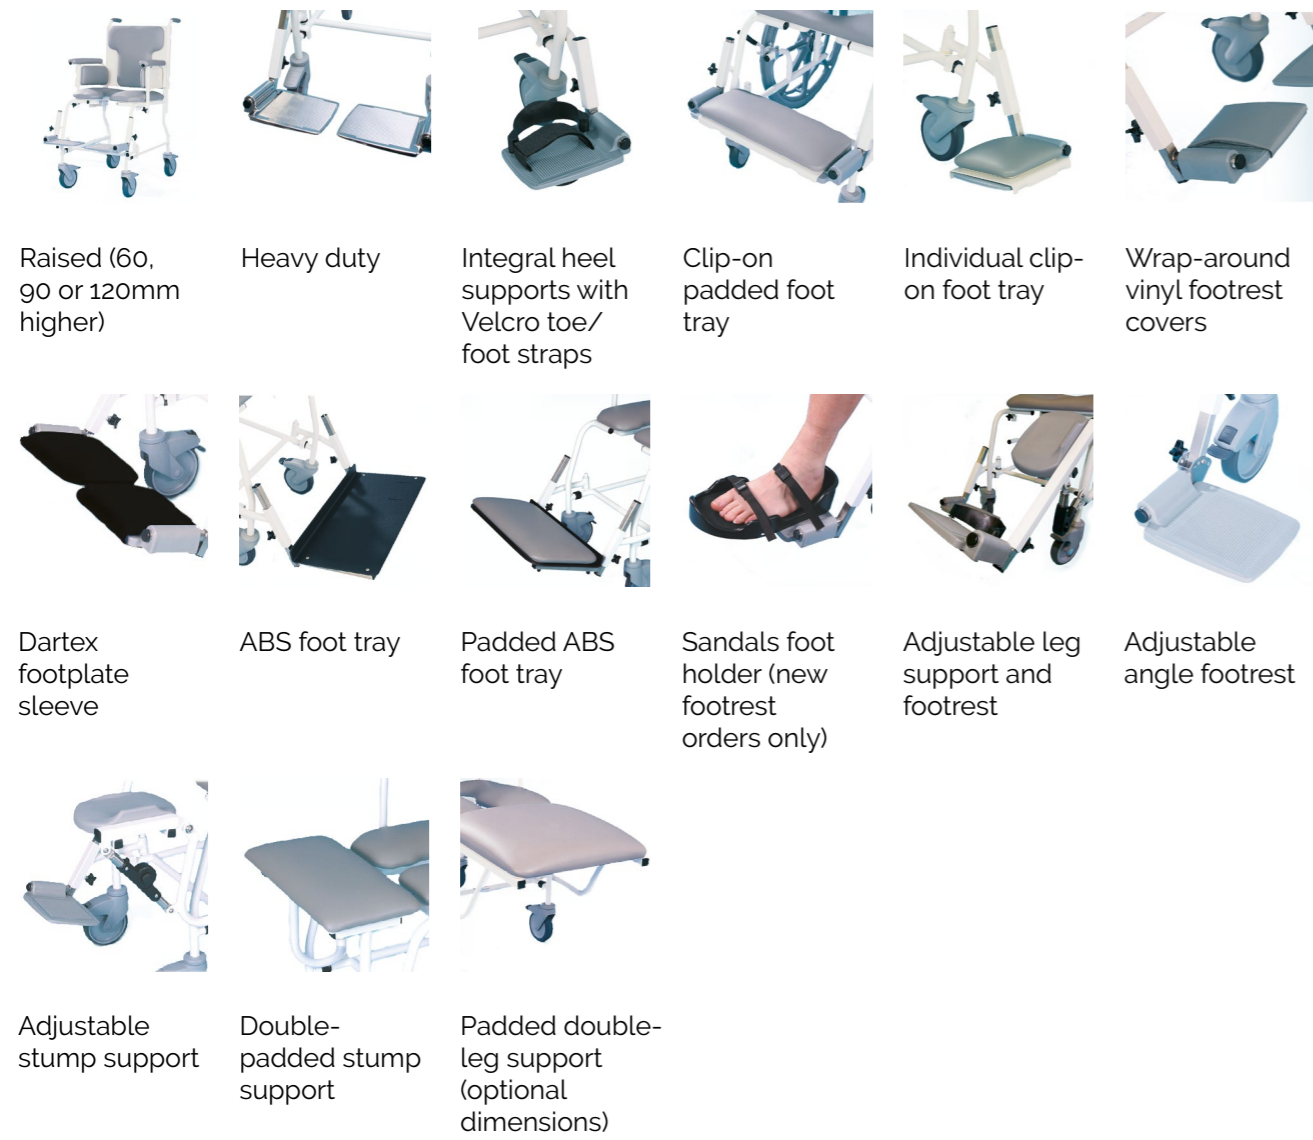 Raised (60,
90 or 120mm
higher)
Heavy duty
Integral heel
supports with
Velcro toe/
foot straps
Clip-on
padded foot
tray
Individual clip-
on foot tray
Wrap-around
vinyl footrest
covers
Dartex
footplate
sleeve
ABS foot tray
Padded ABS
foot tray
Sandals foot
holder (new
footrest
orders only)
Adjustable leg
support and
footrest
Adjustable
angle footrest
Adjustable
stump support
Double-
padded stump
support
Padded double-
leg support
(optional
dimensions)